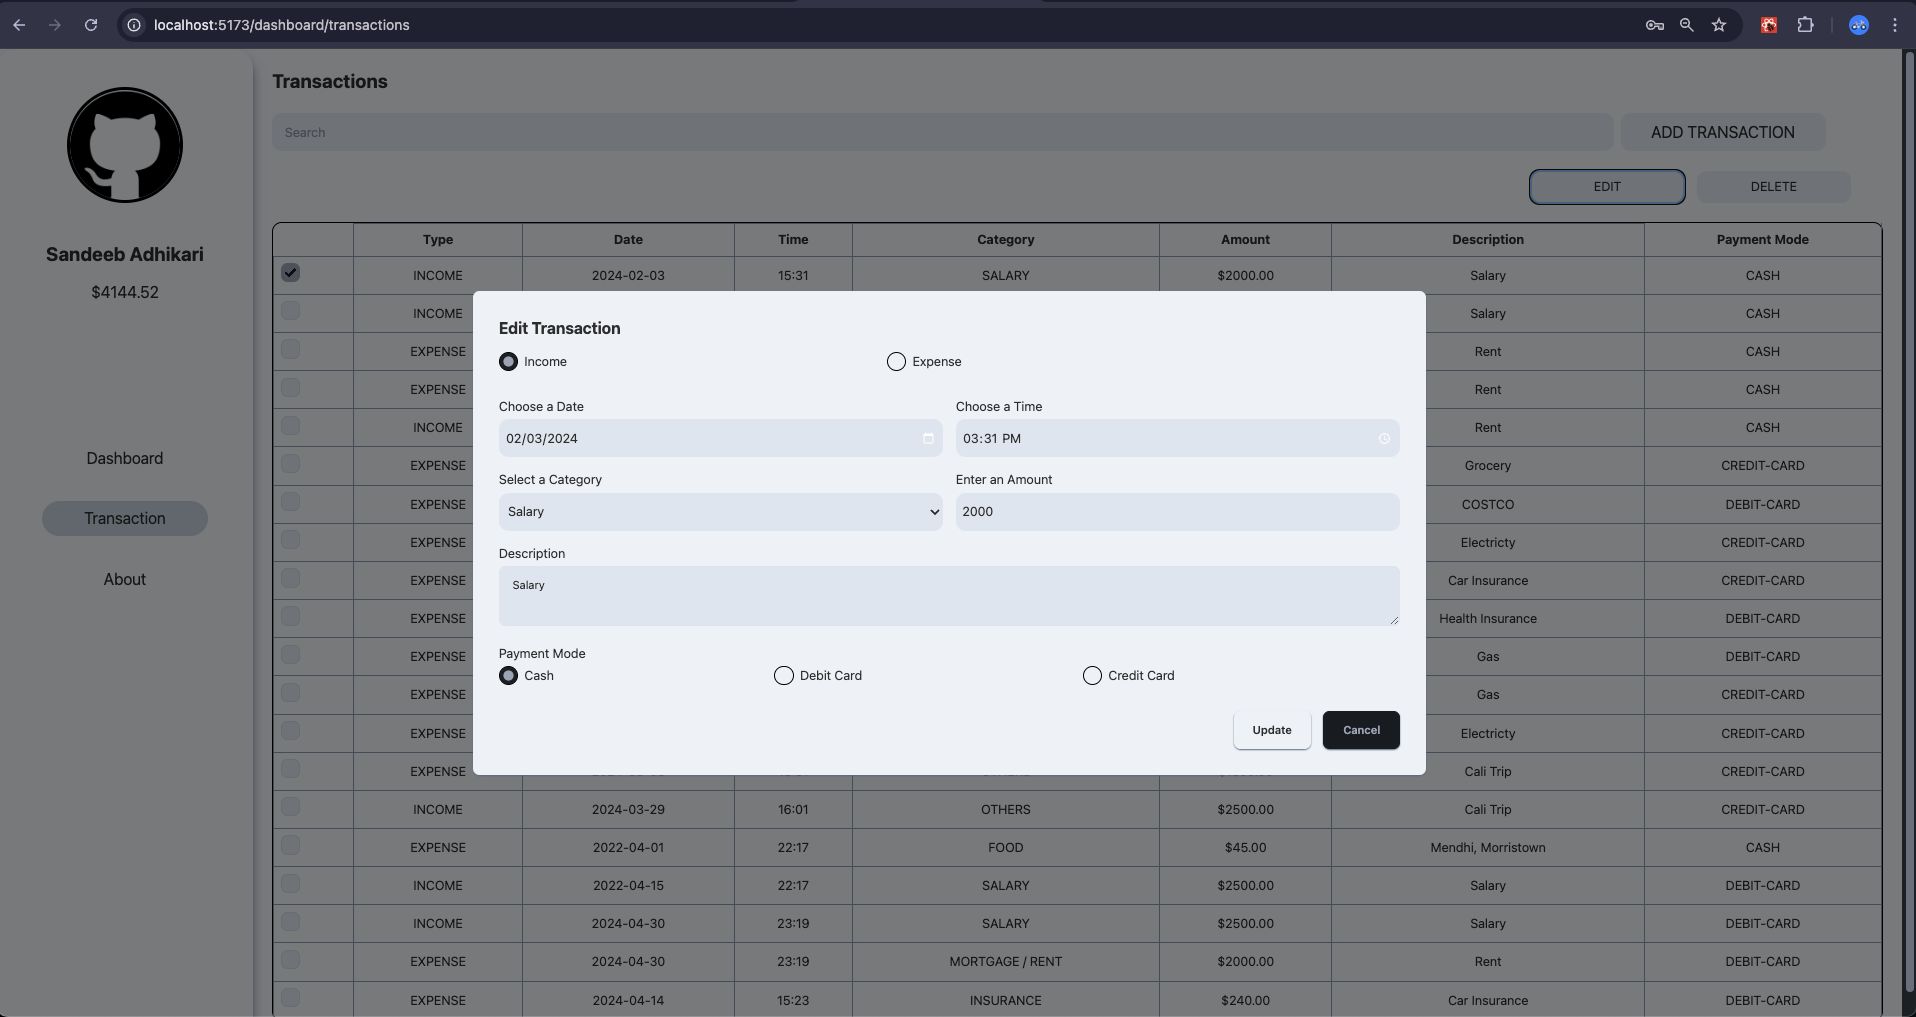 localhost:5173/dashboard/transactions
Transactions
Search
ADD TRANSACTION
EDIT DELETE
Sandeeb Adhikari
$4144.52
Dashboard
Transaction
About
Type Date Time Category Amount Description Payment Mode
INCOME 2024-02-03 15:31 SALARY $2000.00 Salary CASH
INCOME Salary CASH
EXPENSE Rent CASH
EXPENSE Rent CASH
INCOME Rent CASH
EXPENSE Grocery CREDIT-CARD
EXPENSE COSTCO DEBIT-CARD
EXPENSE Electricty CREDIT-CARD
EXPENSE Car Insurance CREDIT-CARD
EXPENSE Health Insurance DEBIT-CARD
EXPENSE Gas DEBIT-CARD
EXPENSE Gas CREDIT-CARD
EXPENSE Electricty CREDIT-CARD
EXPENSE Cali Trip CREDIT-CARD
INCOME 2024-03-29 16:01 OTHERS $2500.00 Cali Trip CREDIT-CARD
EXPENSE 2022-04-01 22:17 FOOD $45.00 Mendhi, Morristown CASH
INCOME 2022-04-15 22:17 SALARY $2500.00 Salary DEBIT-CARD
INCOME 2024-04-30 23:19 SALARY $2500.00 Salary DEBIT-CARD
EXPENSE 2024-04-30 23:19 MORTGAGE / RENT $2000.00 Rent DEBIT-CARD
EXPENSE 2024-04-14 15:23 INSURANCE $240.00 Car Insurance DEBIT-CARD
Edit Transaction
Income Expense
Choose a Date Choose a Time
02/03/2024 03:31 PM
Select a Category Enter an Amount
Salary 2000
Description
Salary
Payment Mode
Cash Debit Card Credit Card
Update Cancel